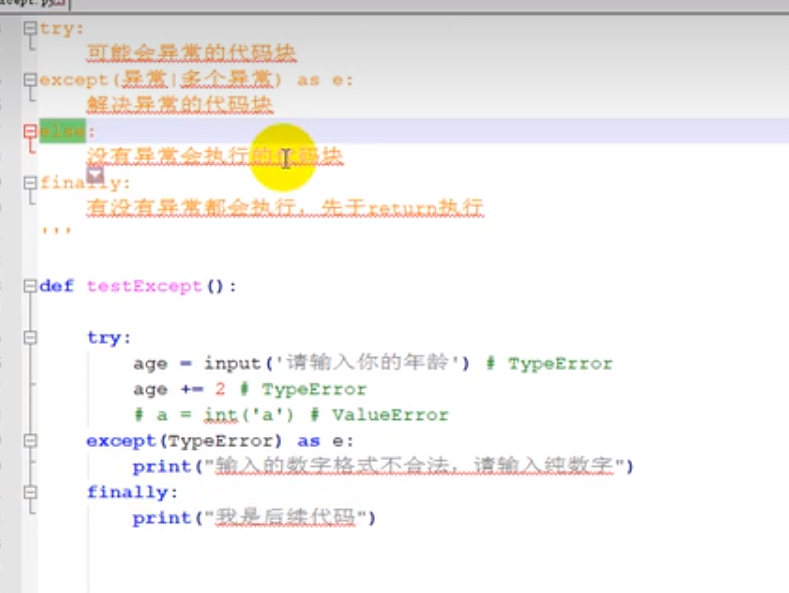 try:
可能会异常的代码块
except(异常|多个异常) as e:
解决异常的代码块
else:
没有异常会执行的代码块
finally:
有没有异常都会执行，先于return执行
'''
def testExcept():
try:
age = input('请输入你的年龄') # TypeError
age += 2 # TypeError
# a = int('a') # ValueError
except(TypeError) as e:
print("输入的数字格式不合法，请输入纯数字")
finally:
print("我是后续代码")